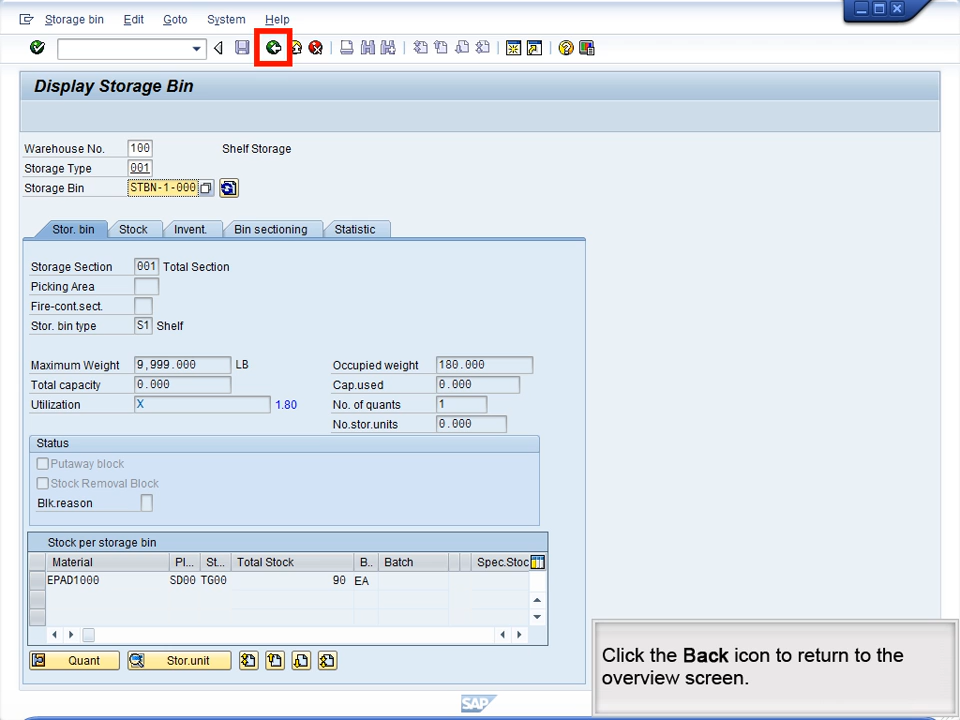 Storage bin Edit Goto System Help
Display Storage Bin
Warehouse No. 100 Shelf Storage
Storage Type 001
Storage Bin STBN-1-000
Stor. bin Stock Invent. Bin sectioning Statistic
Storage Section 001 Total Section
Picking Area
Fire-cont.sect.
Stor. bin type S1 Shelf
Maximum Weight 9,999.000 LB Occupied weight 180.000
Total capacity 0.000 Cap.used 0.000
Utilization X 1.80 No. of quants 1
No.stor.units 0.000
Status
Putaway block
Stock Removal Block
Blk.reason
Stock per storage bin
Material Pl... St... Total Stock B.. Batch Spec.Stoc
EPAD1000 SD00 TG00 90 EA
Quant Stor.unit
Click the Back icon to return to the
overview screen.
SAP